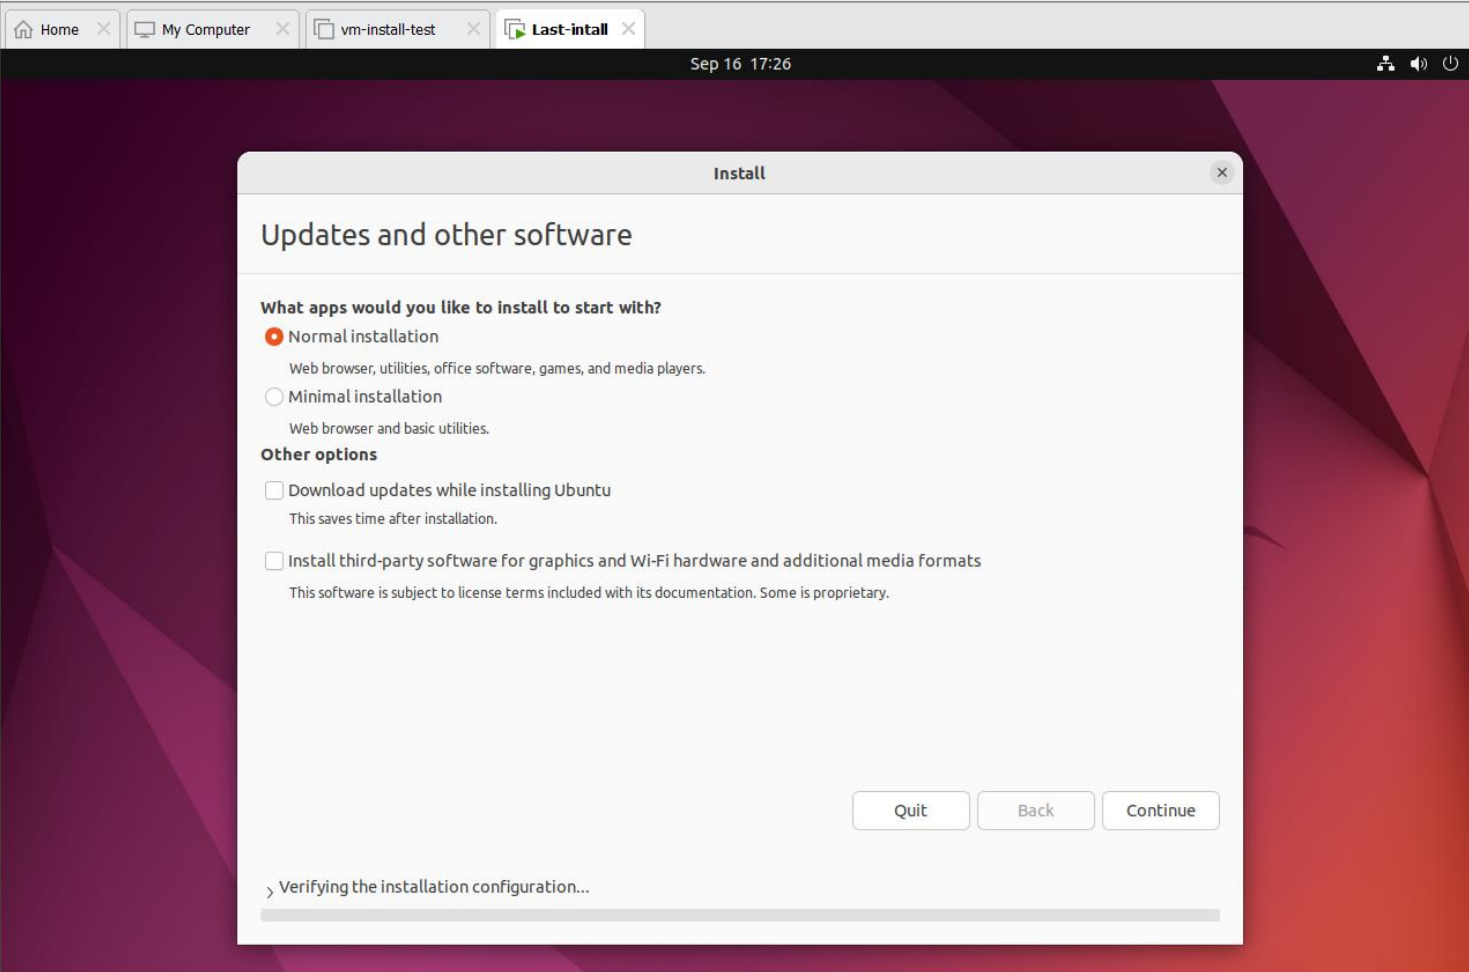 Home
My Computer
vm-install-test
Last-intall
Sep 16 17:26
Install
Updates and other software
What apps would you like to install to start with?
Normal installation
Web browser, utilities, office software, games, and media players.
Minimal installation
Web browser and basic utilities.
Other options
Download updates while installing Ubuntu
This saves time after installation.
Install third-party software for graphics and Wi-Fi hardware and additional media formats
This software is subject to license terms included with its documentation. Some is proprietary.
Quit
Back
Continue
Verifying the installation configuration...